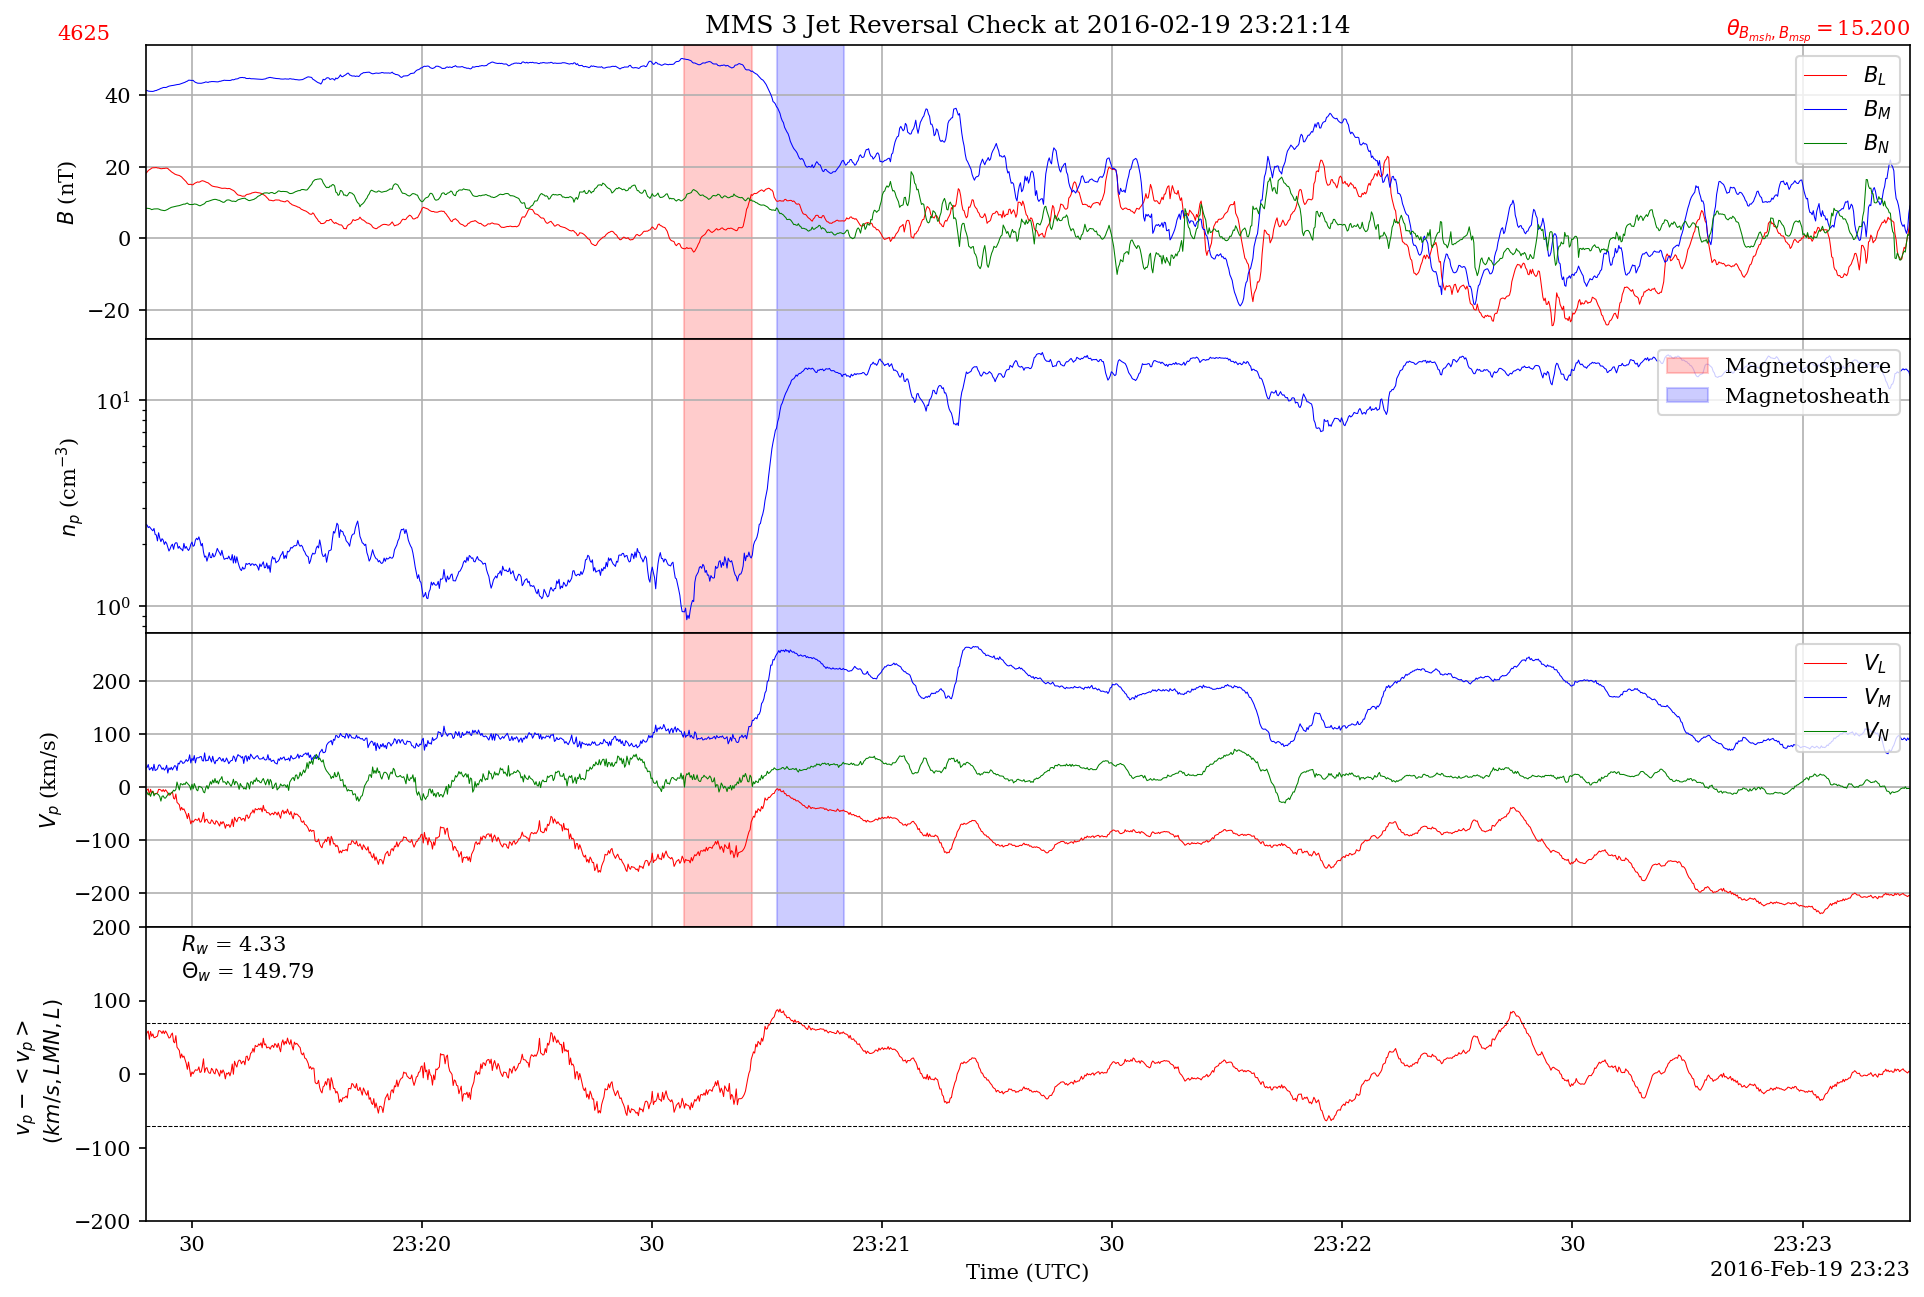 4625
MMS 3 Jet Reversal Check at 2016-02-19 23:21:14
θ_{B_{msh}, B_{msp}} = 15.200
B (nT)
40
20
0
−20
B_L
B_M
B_N
n_p (cm^{−3})
10^1
10^0
Magnetosphere
Magnetosheath
V_p (km/s)
200
100
0
−100
−200
V_L
V_M
V_N
v_p − < v_p >
(km/s, LMN, L)
200
100
0
−100
−200
R_w = 4.33
Θ_w = 149.79
30 23:20 30 23:21 30 23:22 30 23:23
Time (UTC)
2016-Feb-19 23:23